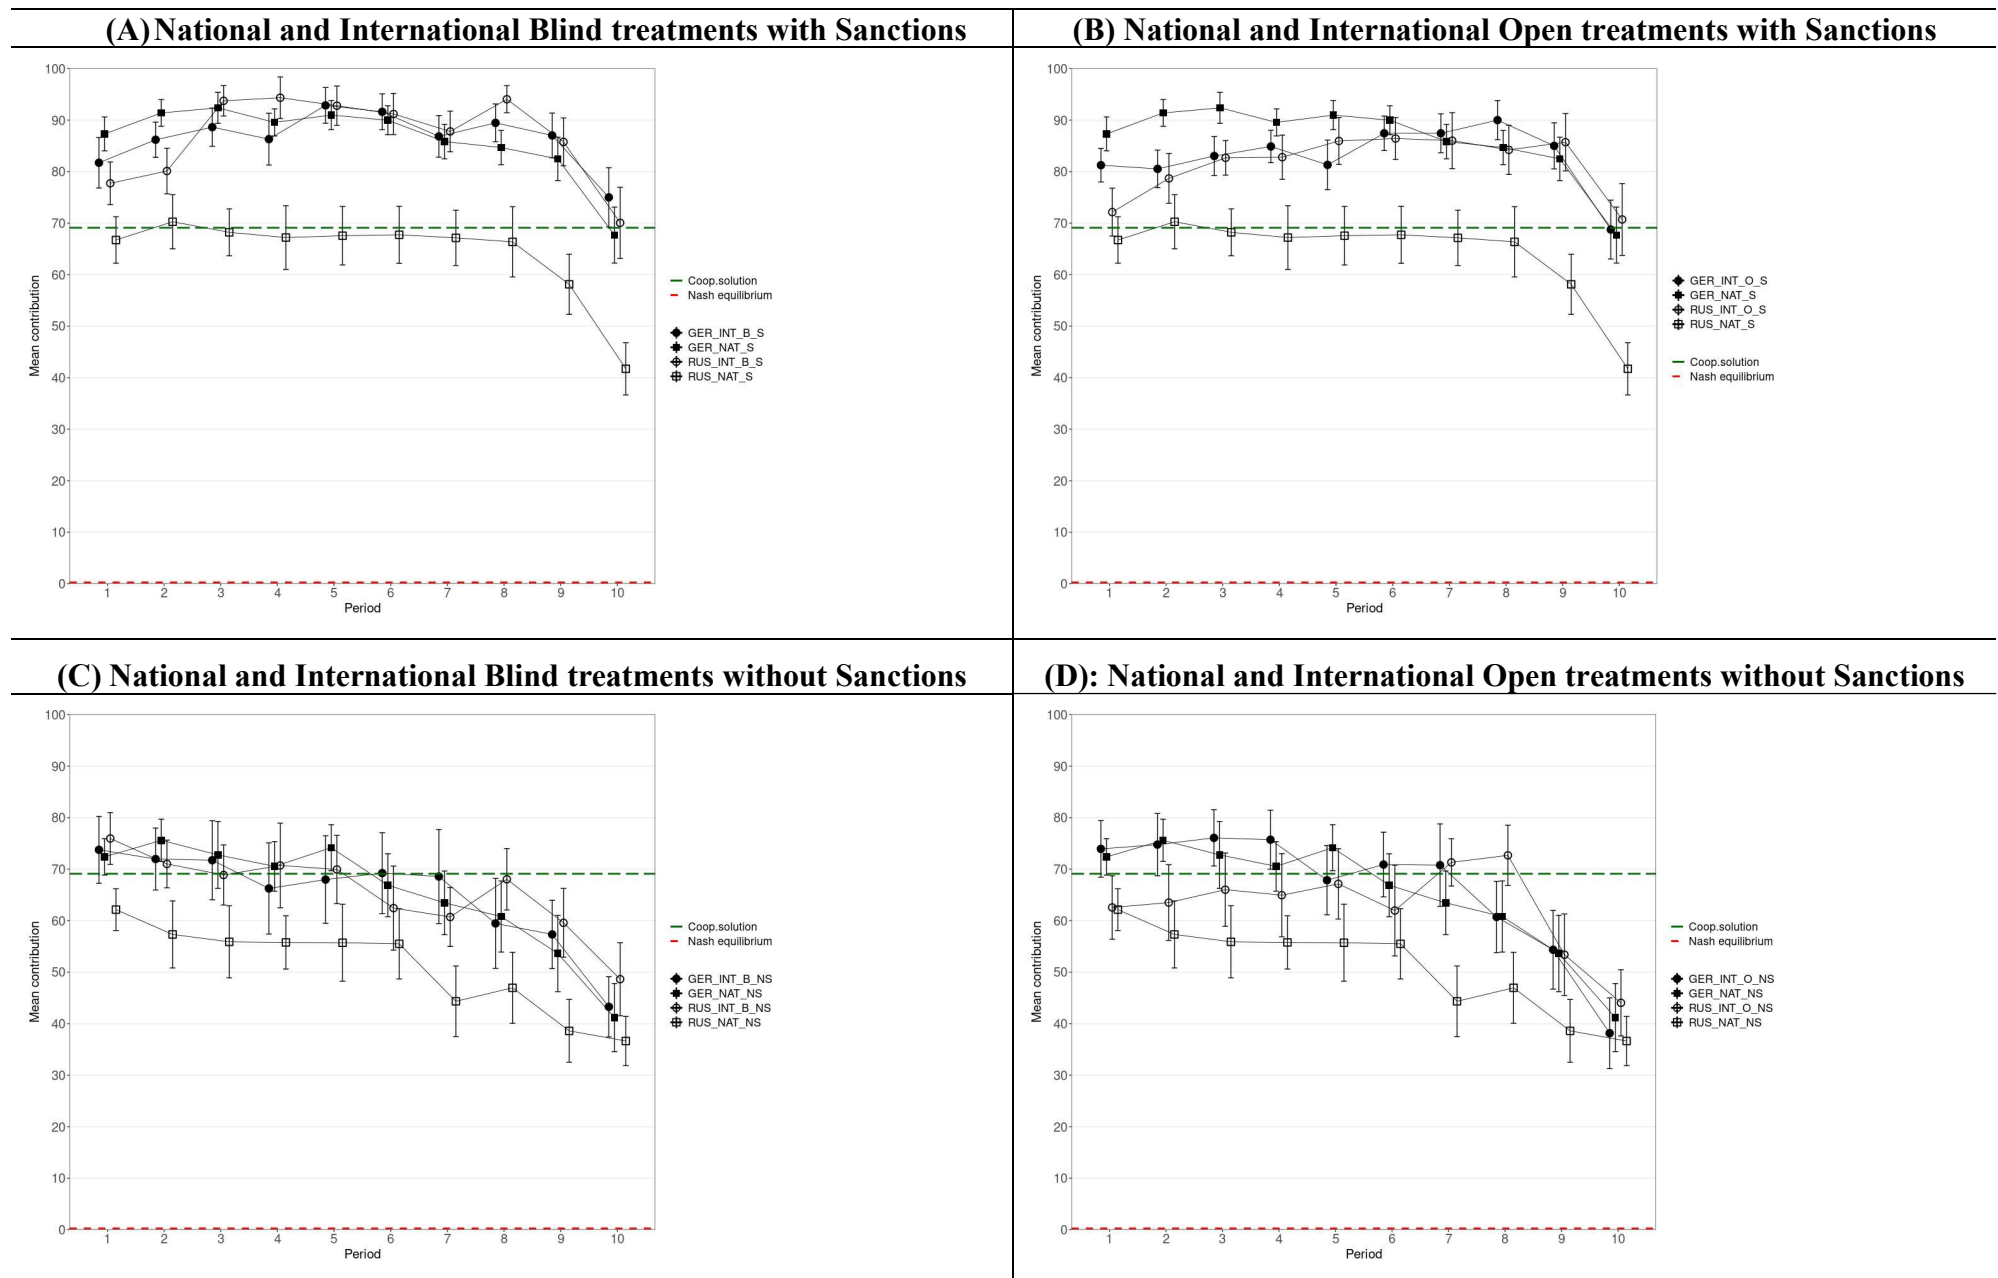 (A) National and International Blind treatments with Sanctions
100
90
80
70
60
50
40
30
20
10
0
Mean contribution
1 2 3 4 5 6 7 8 9 10
Period
Coop.solution
Nash equilibrium
GER_INT_B_S
GER_NAT_S
RUS_INT_B_S
RUS_NAT_S
(B) National and International Open treatments with Sanctions
100
90
80
70
60
50
40
30
20
10
0
Mean contribution
1 2 3 4 5 6 7 8 9 10
Period
GER_INT_O_S
GER_NAT_S
RUS_INT_O_S
RUS_NAT_S
Coop.solution
Nash equilibrium
(C) National and International Blind treatments without Sanctions
100
90
80
70
60
50
40
30
20
10
0
Mean contribution
1 2 3 4 5 6 7 8 9 10
Period
Coop.solution
Nash equilibrium
GER_INT_B_NS
GER_NAT_NS
RUS_INT_B_NS
RUS_NAT_NS
(D): National and International Open treatments without Sanctions
100
90
80
70
60
50
40
30
20
10
0
Mean contribution
1 2 3 4 5 6 7 8 9 10
Period
Coop.solution
Nash equilibrium
GER_INT_O_NS
GER_NAT_NS
RUS_INT_O_NS
RUS_NAT_NS